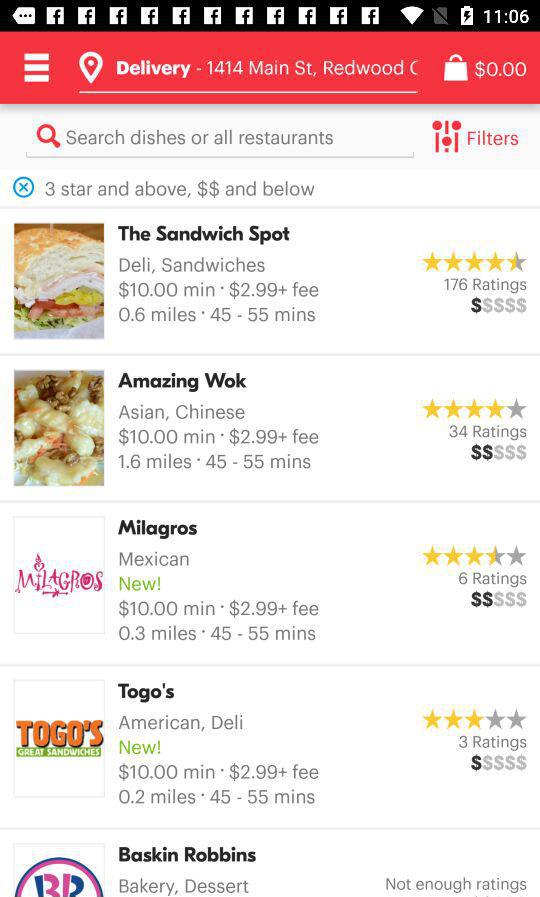 11:06
Delivery - 1414 Main St, Redwood C
$0.00
Search dishes or all restaurants
Filters
3 star and above, $$ and below
The Sandwich Spot
Deli, Sandwiches
$10.00 min · $2.99+ fee
0.6 miles · 45 - 55 mins
176 Ratings
$$$$$
Amazing Wok
Asian, Chinese
$10.00 min · $2.99+ fee
1.6 miles · 45 - 55 mins
34 Ratings
$$$$$
MILAGROS
Milagros
Mexican
New!
$10.00 min · $2.99+ fee
0.3 miles · 45 - 55 mins
6 Ratings
$$$$$
TOGO'S
GREAT SANDWICHES
Togo's
American, Deli
New!
$10.00 min · $2.99+ fee
0.2 miles · 45 - 55 mins
3 Ratings
$$$$$
BR
Baskin Robbins
Bakery, Dessert
Not enough ratings